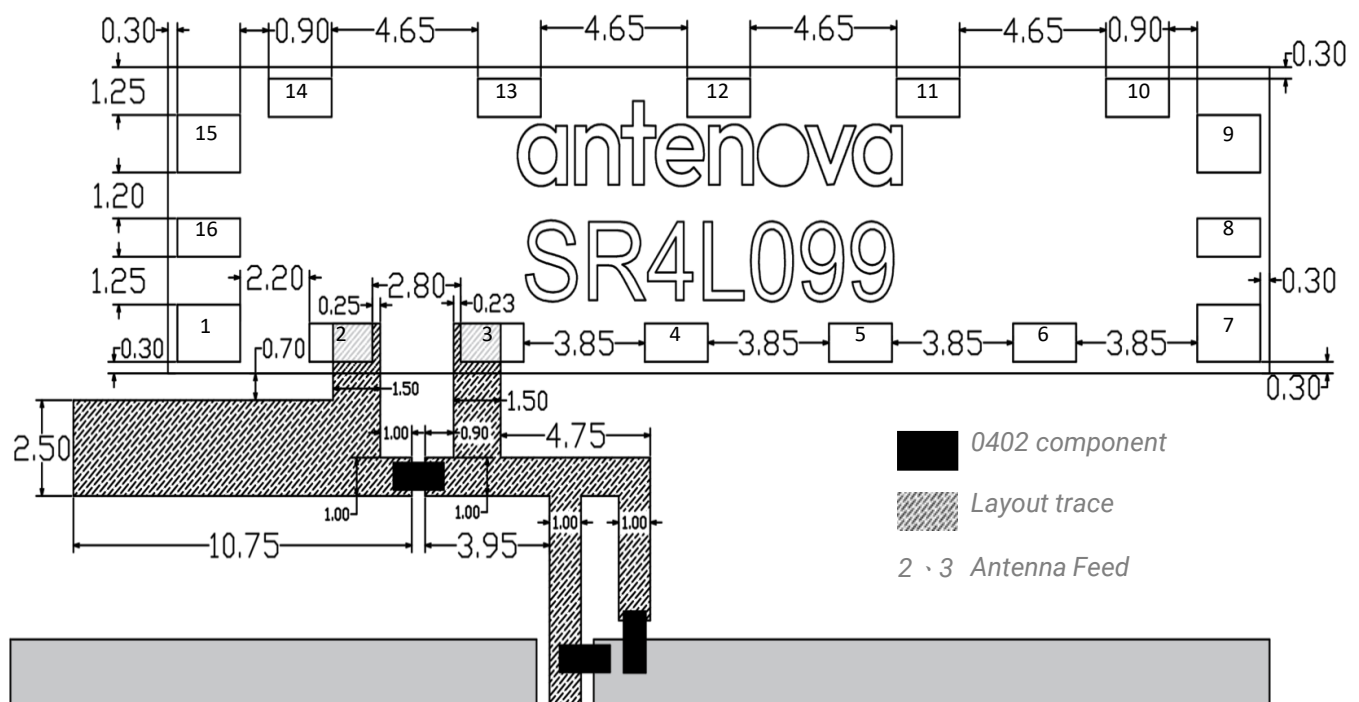 0.30 0.90 4.65 4.65 4.65 4.65 0.90 0.30
14 13 12 11 10
1.25
15 9
antenova
1.20
16 8
SR4L099
1.25 2.20 2.80 0.30
0.25 0.23
1 2 3 4 5 6 7
3.85 3.85 3.85 3.85
0.30 0.70 0.30
1.50 1.50
2.50 1.00 0.90 4.75
0402 component
Layout trace
1.00 1.00 1.00 1.00
10.75 3.95
2、3 Antenna Feed